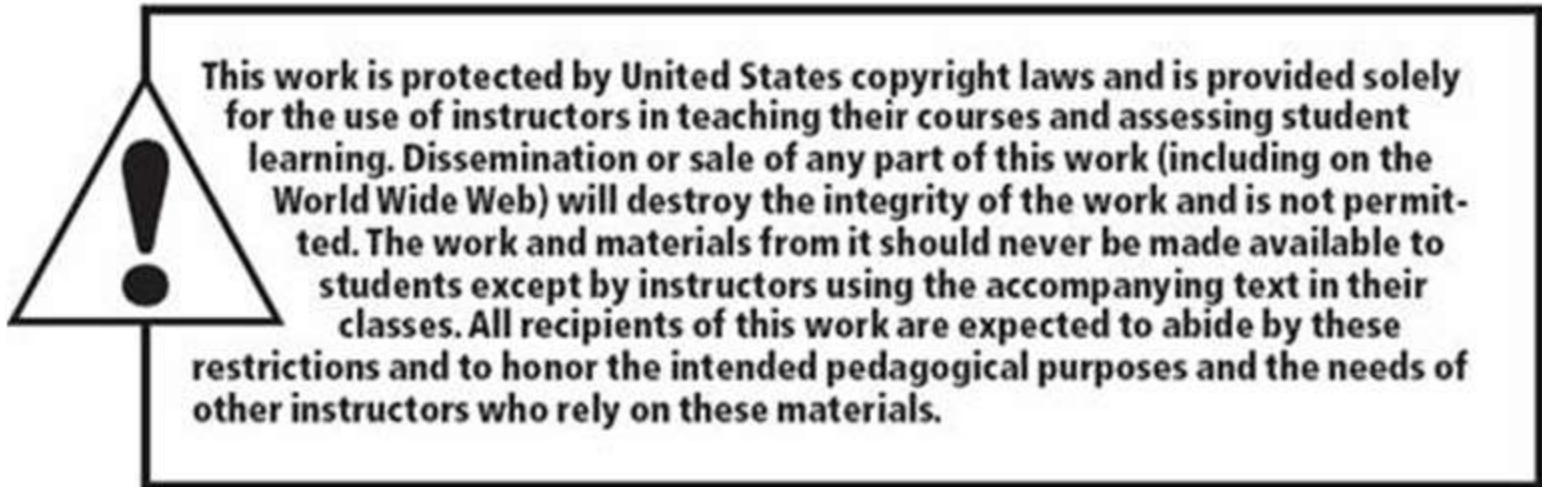 This work is protected by United States copyright laws and is provided solely
for the use of instructors in teaching their courses and assessing student
learning. Dissemination or sale of any part of this work (including on the
World Wide Web) will destroy the integrity of the work and is not permit-
ted. The work and materials from it should never be made available to
students except by instructors using the accompanying text in their
classes. All recipients of this work are expected to abide by these
restrictions and to honor the intended pedagogical purposes and the needs of
other instructors who rely on these materials.